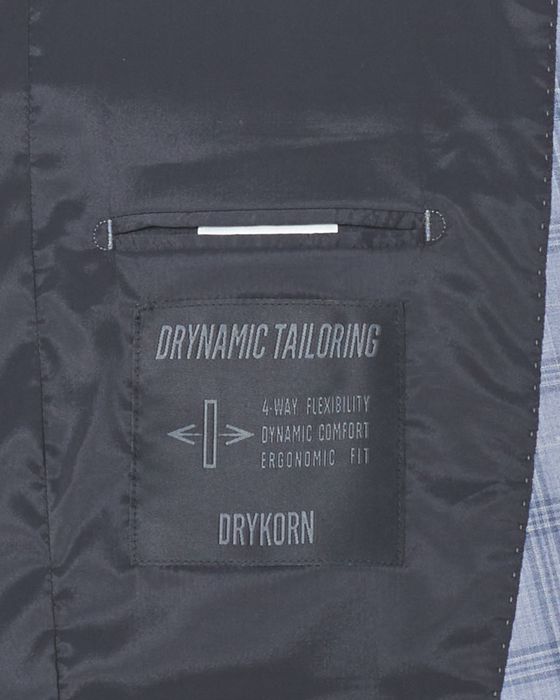 DRYNAMIC TAILORING
4-WAY FLEXIBILITY
DYNAMIC COMFORT
ERGONOMIC FIT
DRYKORN